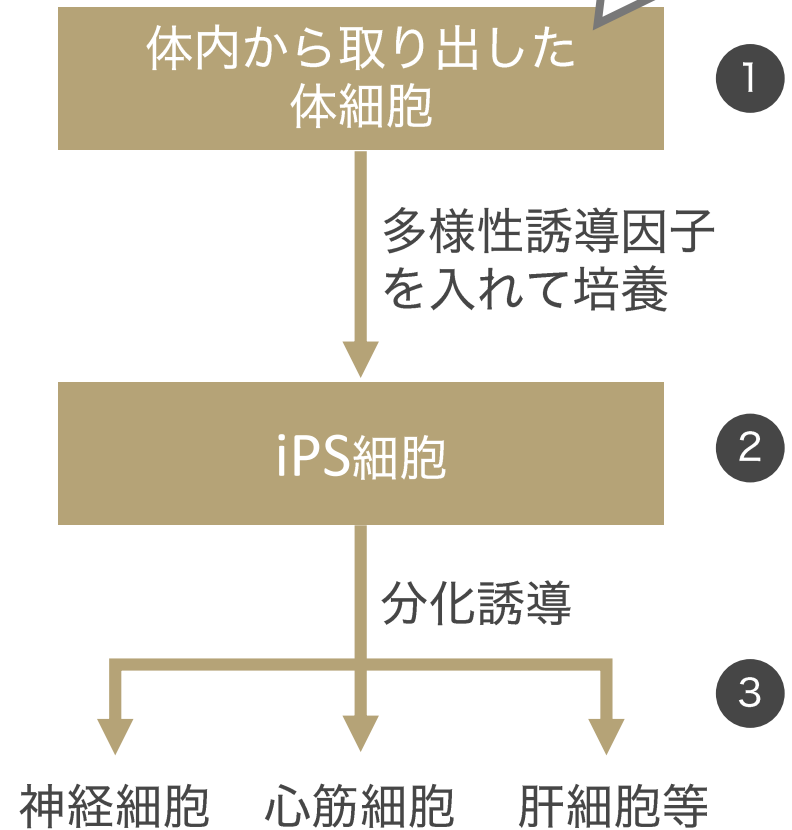 体内から取り出した
体細胞
1
多様性誘導因子
を入れて培養
iPS細胞
2
分化誘導
3
神経細胞 心筋細胞 肝細胞等